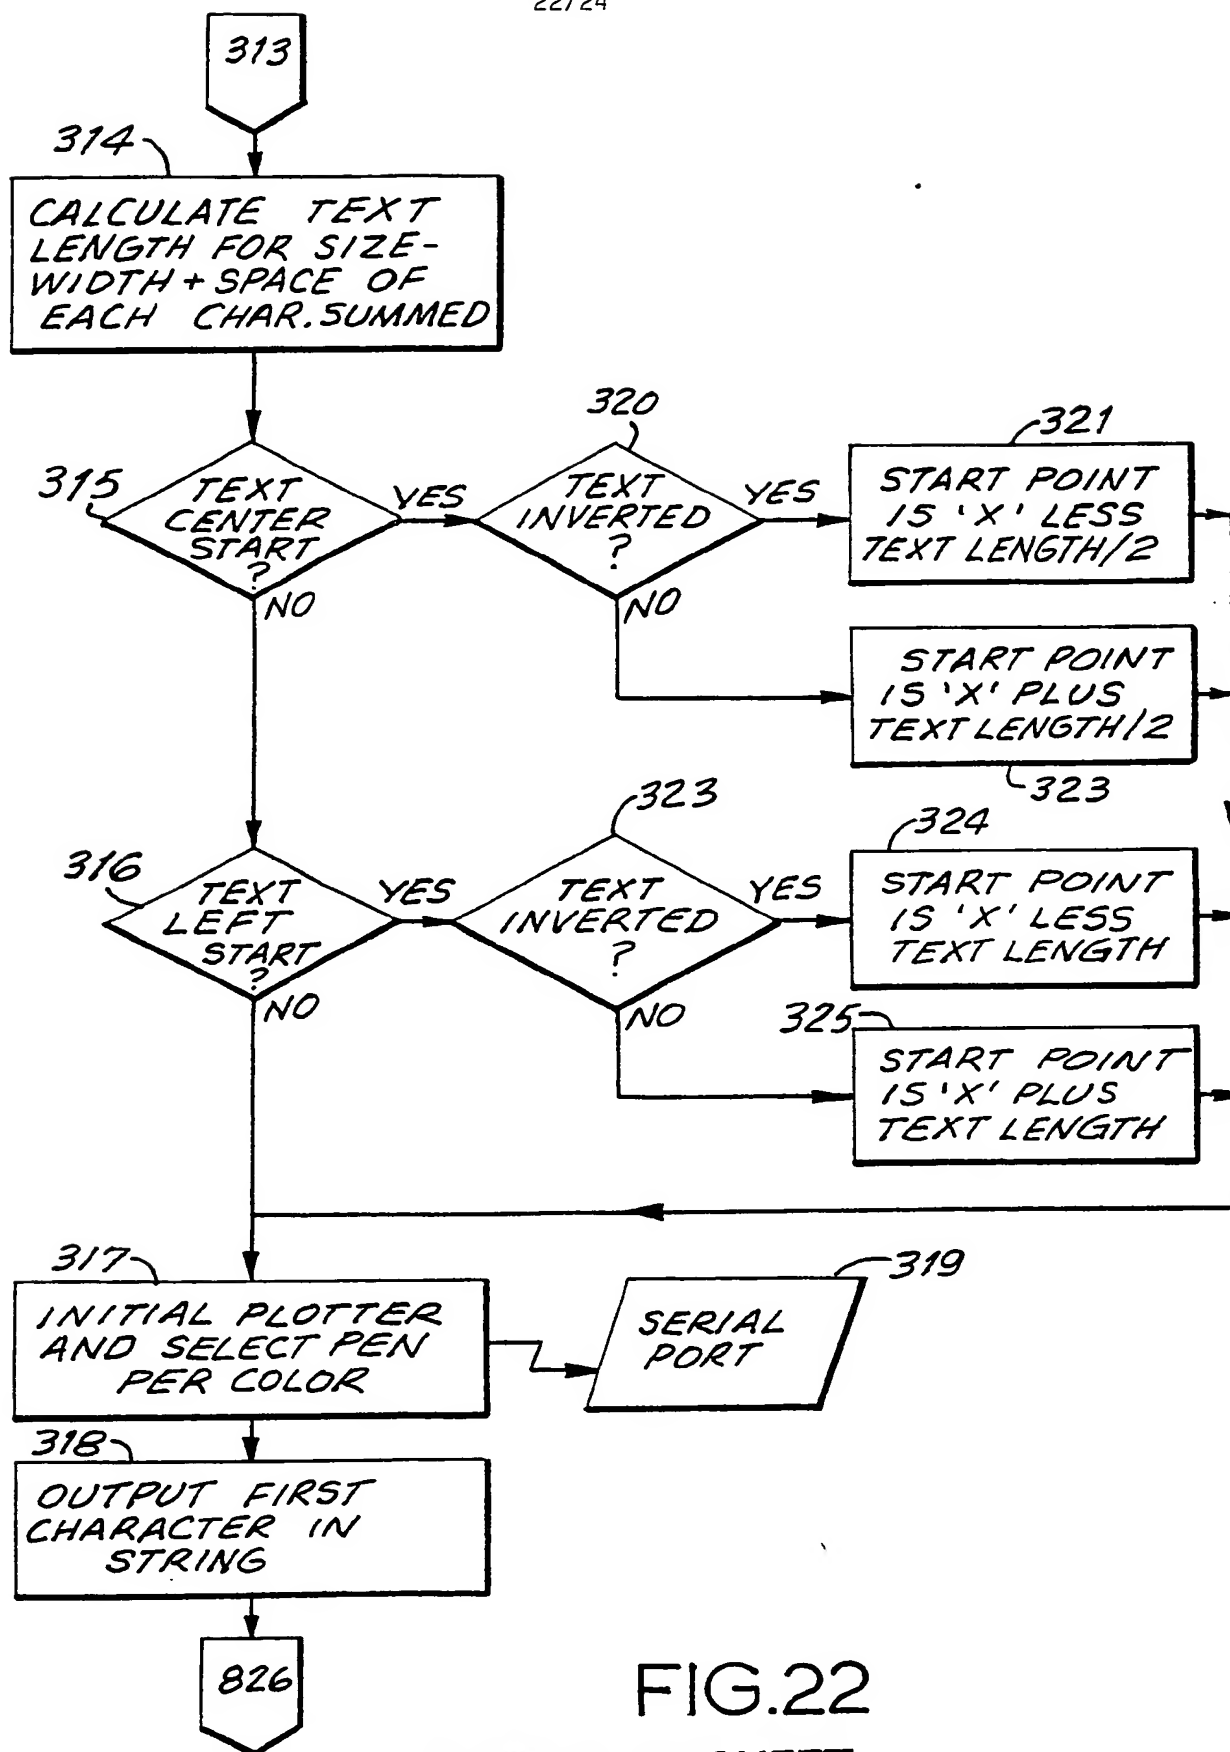 22/24
313
314
CALCULATE TEXT
LENGTH FOR SIZE-
WIDTH + SPACE OF
EACH CHAR. SUMMED
315
TEXT
CENTER
START
?
YES
NO
320
TEXT
INVERTED
?
YES
NO
321
START POINT
IS 'X' LESS
TEXT LENGTH/2
START POINT
IS 'X' PLUS
TEXT LENGTH/2
323
316
TEXT
LEFT
START
?
YES
NO
323
TEXT
INVERTED
?
YES
NO
324
START POINT
IS 'X' LESS
TEXT LENGTH
325
START POINT
IS 'X' PLUS
TEXT LENGTH
317
INITIAL PLOTTER
AND SELECT PEN
PER COLOR
319
SERIAL
PORT
318
OUTPUT FIRST
CHARACTER IN
STRING
826
FIG.22